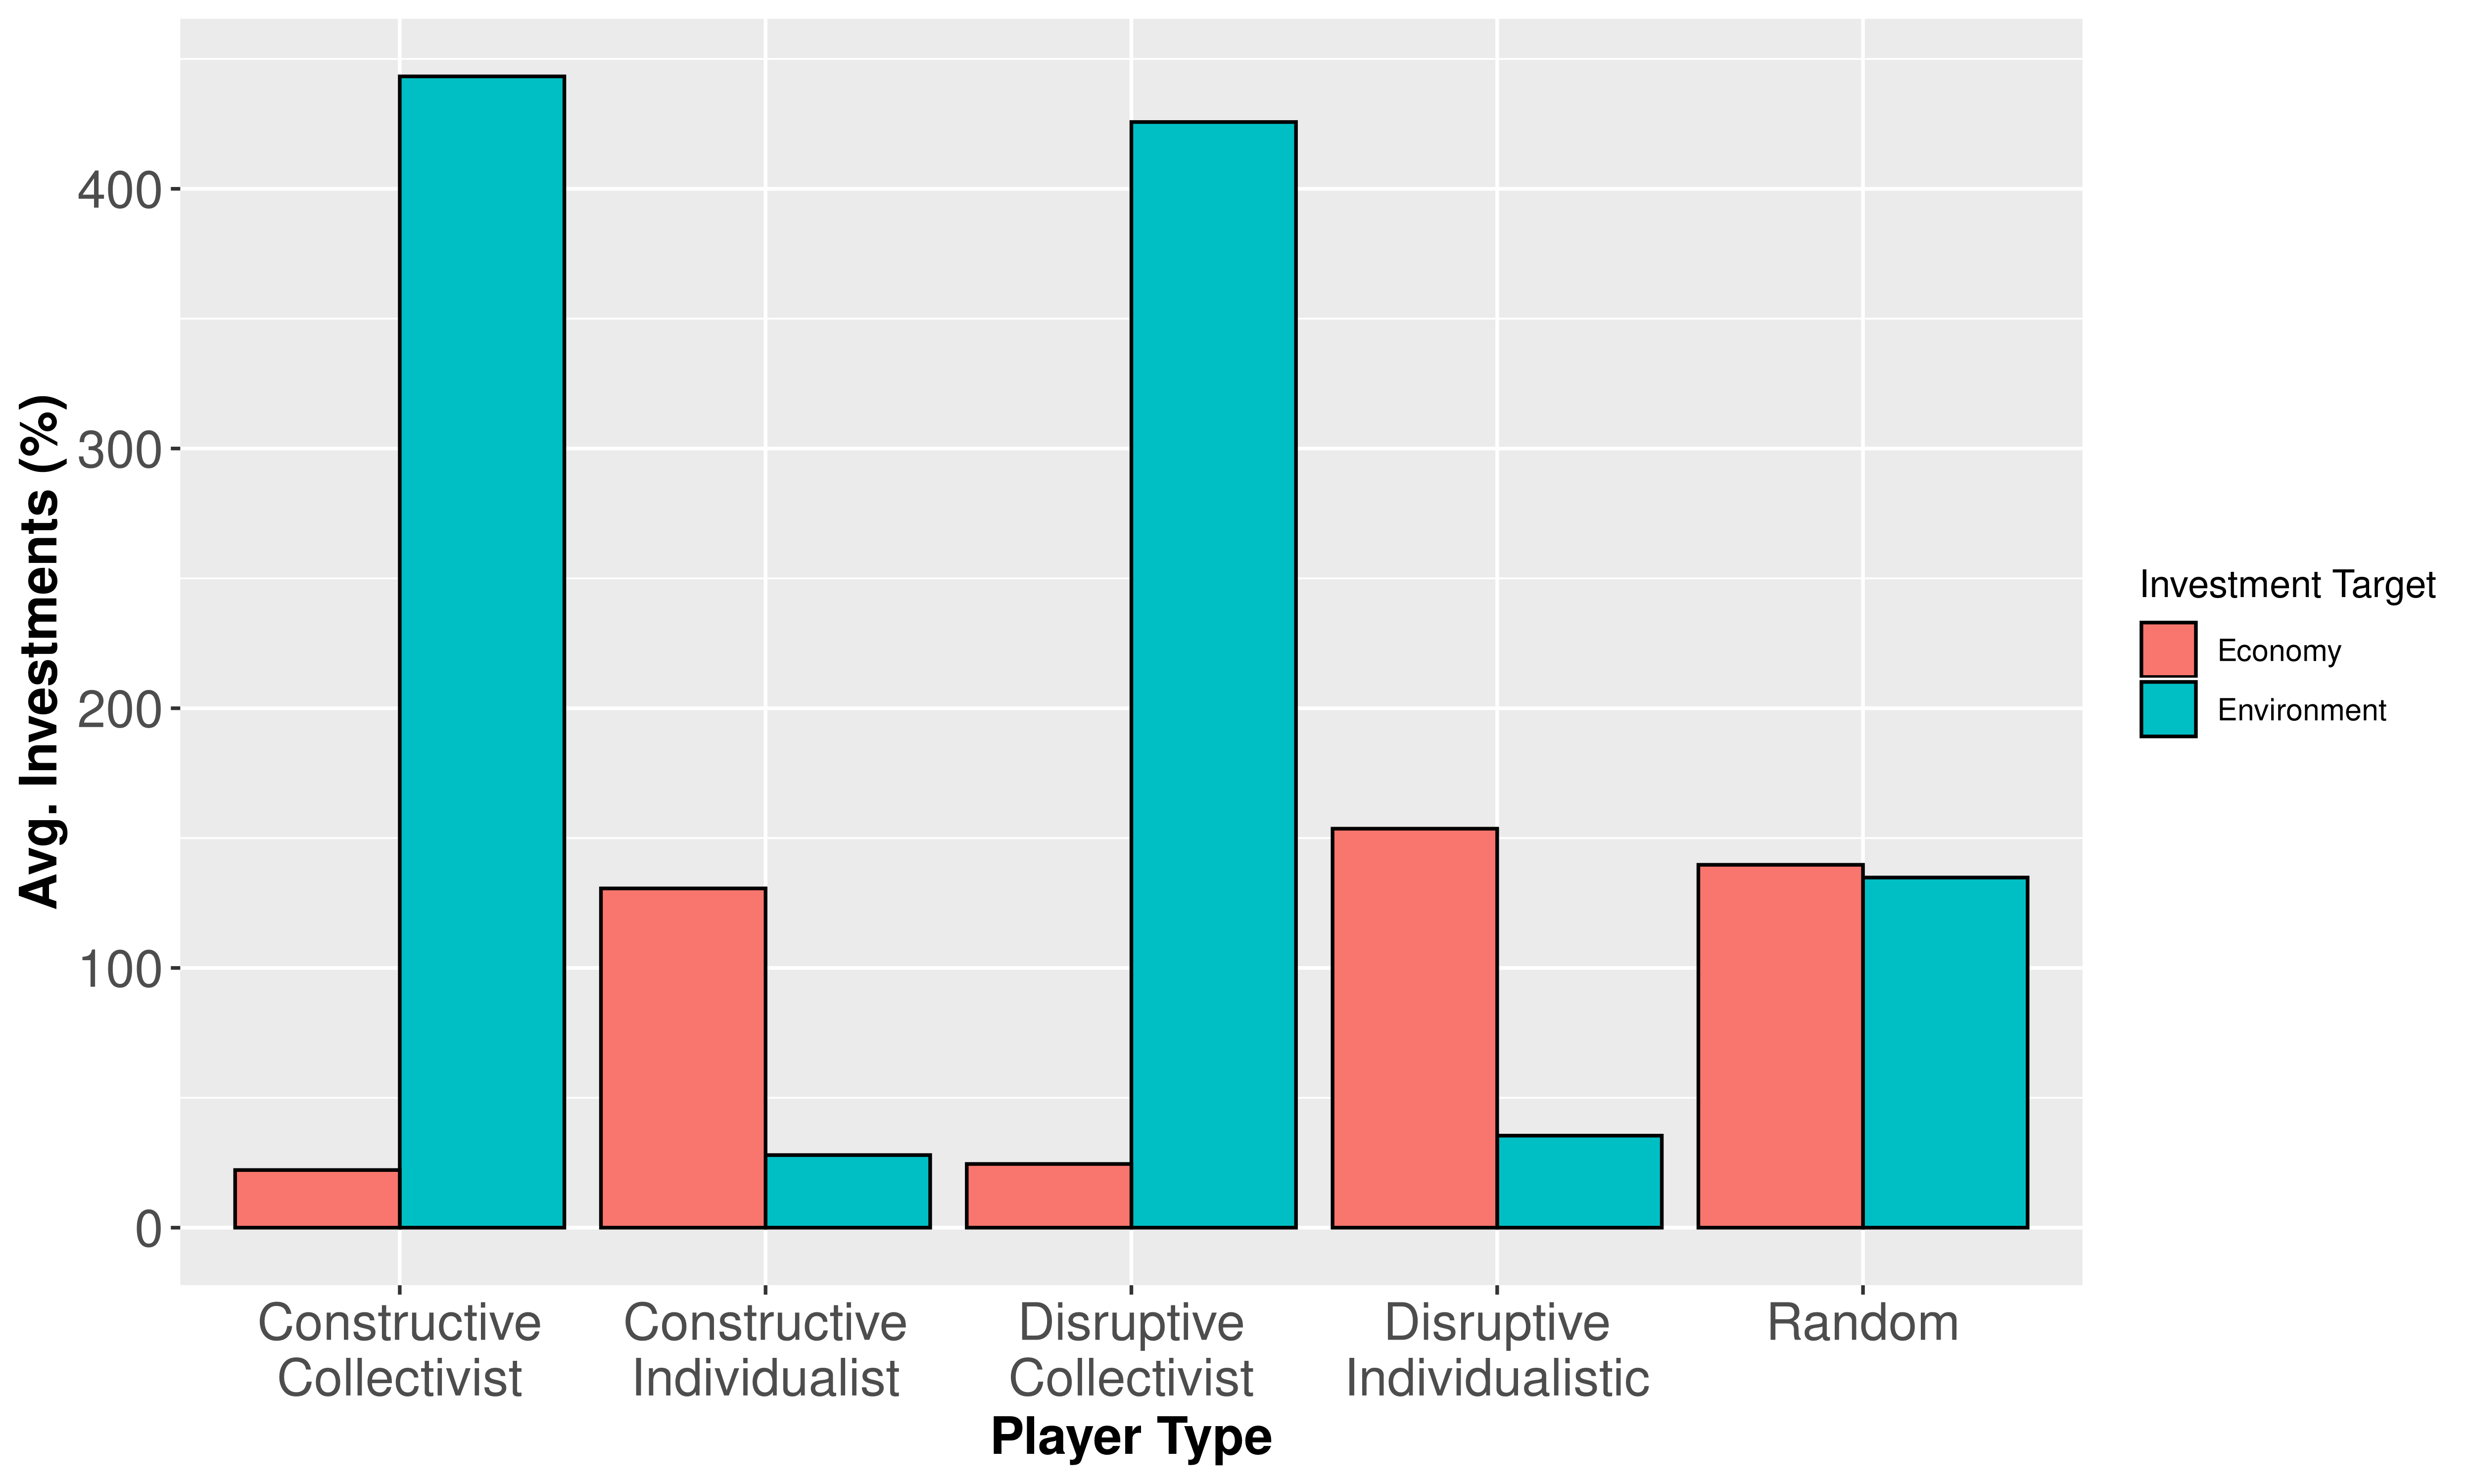 Avg. Investments (%)
400
300
200
100
0
Constructive
Collectivist
Constructive
Individualist
Disruptive
Collectivist
Disruptive
Individualistic
Random
Player Type
Investment Target
Economy
Environment